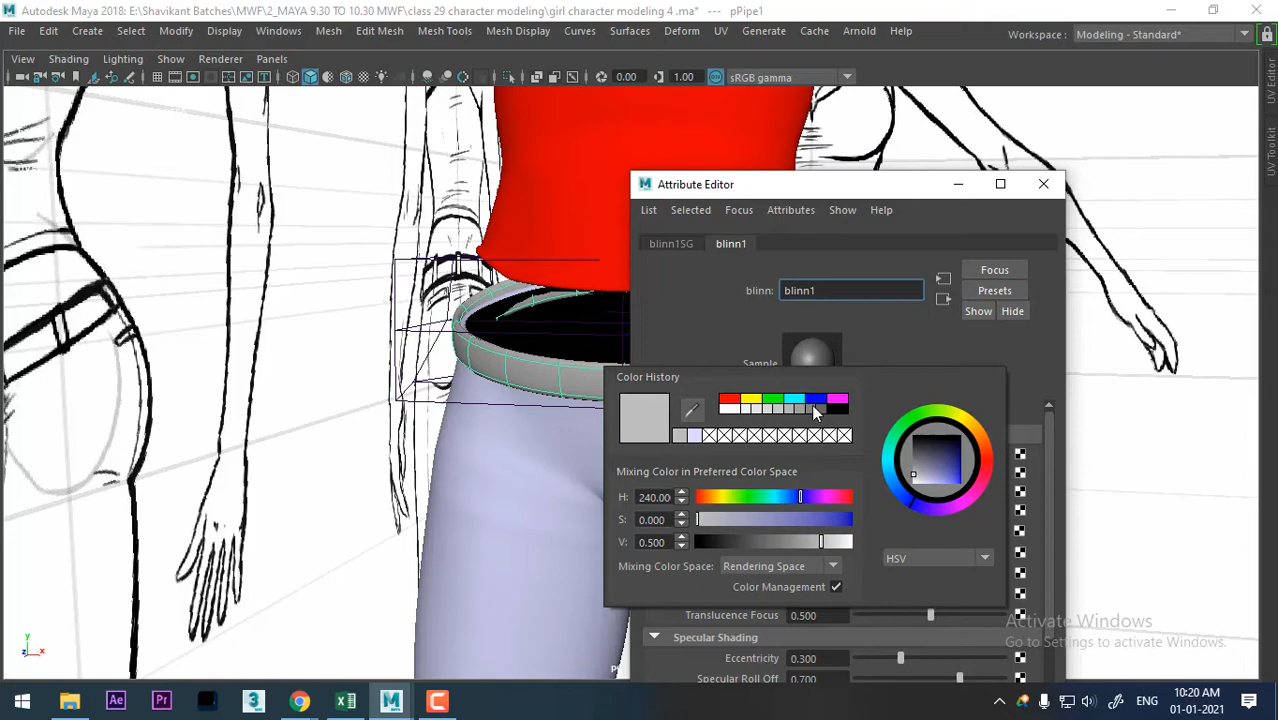 Autodesk Maya 2018: H:\Shavikant Batches\MWF\2_MAYA 9.30 TO 10.30 MWF\class 29 character modeling\girl character modeling 4 .ma* --- pPipe1
File Edit Create Select Modify Display Windows Mesh Edit Mesh Mesh Tools Mesh Display Curves Surfaces Deform UV Generate Cache Arnold Help
Workspace : Modeling - Standard*
View Shading Lighting Show Renderer Panels
0.00 1.00 ON sRGB gamma
UV Editor
UV Toolkit
Attribute Editor
List Selected Focus Attributes Show Help
blinn1SG blinn1
Focus
blinn: blinn1
Presets
Show Hide
Sample
Color History
Mixing Color in Preferred Color Space
H: 240.00
S: 0.000
V: 0.500
HSV
Mixing Color Space: Rendering Space
Color Management
Translucence Focus 0.500
Specular Shading
Eccentricity 0.300
Specular Roll Off 0.700
Activate Windows
Go to Settings to activate Windows.
ENG
10:20 AM
01-01-2021